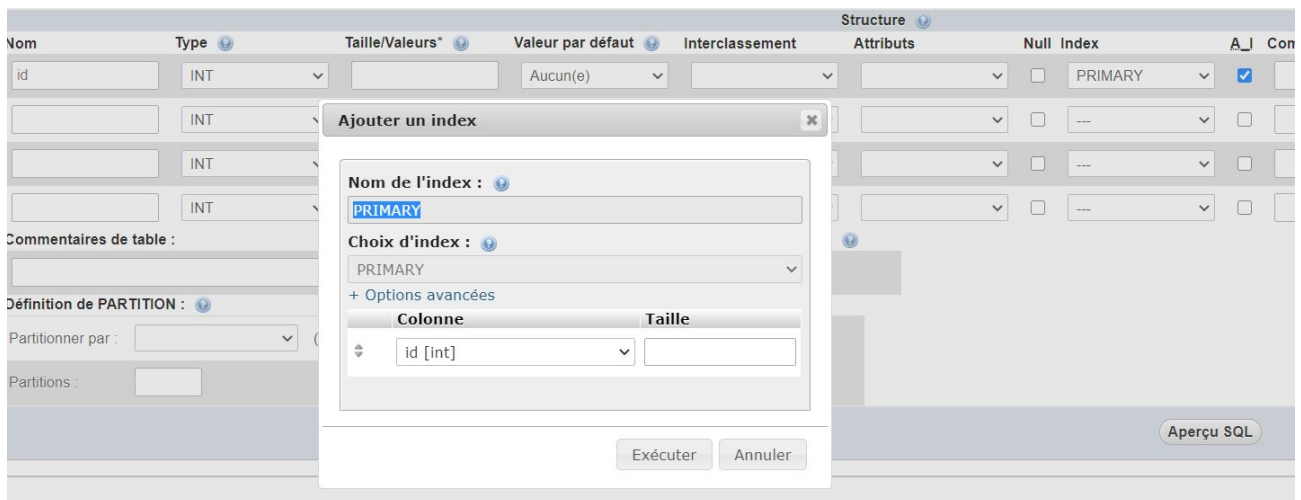 Structure
Nom Type Taille/Valeurs* Valeur par défaut Interclassement Attributs Null Index A_I Com
id INT Aucun(e) PRIMARY
INT ---
INT ---
INT ---
Ajouter un index
Nom de l'index :
PRIMARY
Choix d'index :
PRIMARY
+ Options avancées
Colonne Taille
id [int]
Exécuter Annuler
Commentaires de table :
Définition de PARTITION :
Partitionner par : (
Partitions :
Aperçu SQL